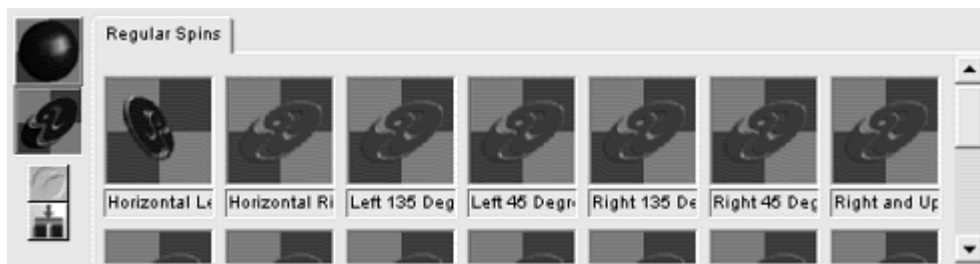 Regular Spins
Horizontal Le
Horizontal Ri
Left 135 Deg
Left 45 Degr
Right 135 De
Right 45 Deg
Right and Up